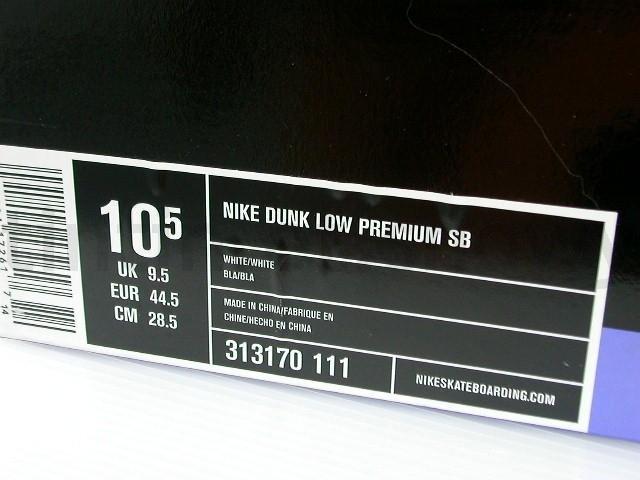 105
UK 9.5
EUR 44.5
CM 28.5
NIKE DUNK LOW PREMIUM SB
WHITE/WHITE
BLA/BLA
MADE IN CHINA/FABRIQUE EN
CHINE/HECHO EN CHINA
313170 111
NIKESKATEBOARDING.COM